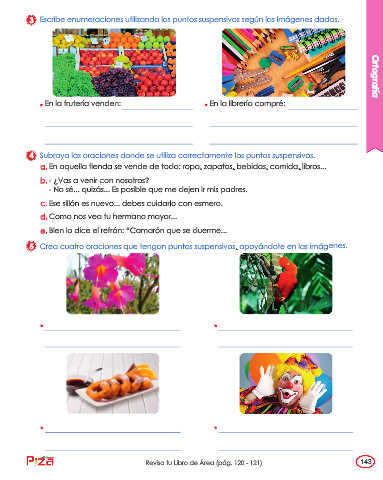 3 Escribe enumeraciones utilizando los puntos suspensivos según las imágenes dadas.
En la frutería venden:
En la librería compré:
Ortografía
4 Subraya las oraciones donde se utiliza correctamente los puntos suspensivos.
a. En aquella tienda se vende de todo: ropa, zapatos, bebidas, comida, libros...
b. - ¿Vas a venir con nosotros?
- No sé... quizás... Es posible que me dejen ir mis padres.
c. Ese sillón es nuevo... debes cuidarlo con esmero.
d. Como nos vea tu hermano mayor...
e. Bien lo dice el refrán: "Camarón que se duerme...
5 Crea cuatro oraciones que tengan puntos suspensivos, apoyándote en las imágenes.
Revisa tu Libro de Área (pág. 120 - 121)
143